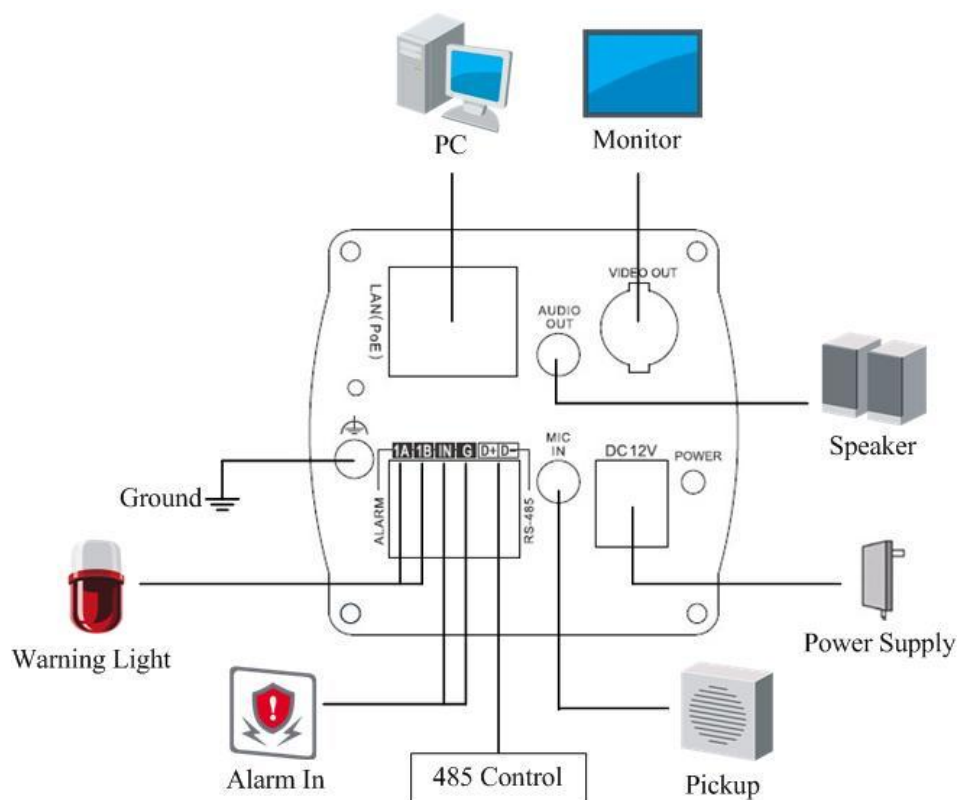 PC
Monitor
LAN(PoE)
VIDEO OUT
AUDIO
OUT
Speaker
1A 1B IN G D+ D-
ALARM
RS-485
MIC
IN
DC12V
POWER
Ground
Warning Light
Power Supply
Alarm In
485 Control
Pickup